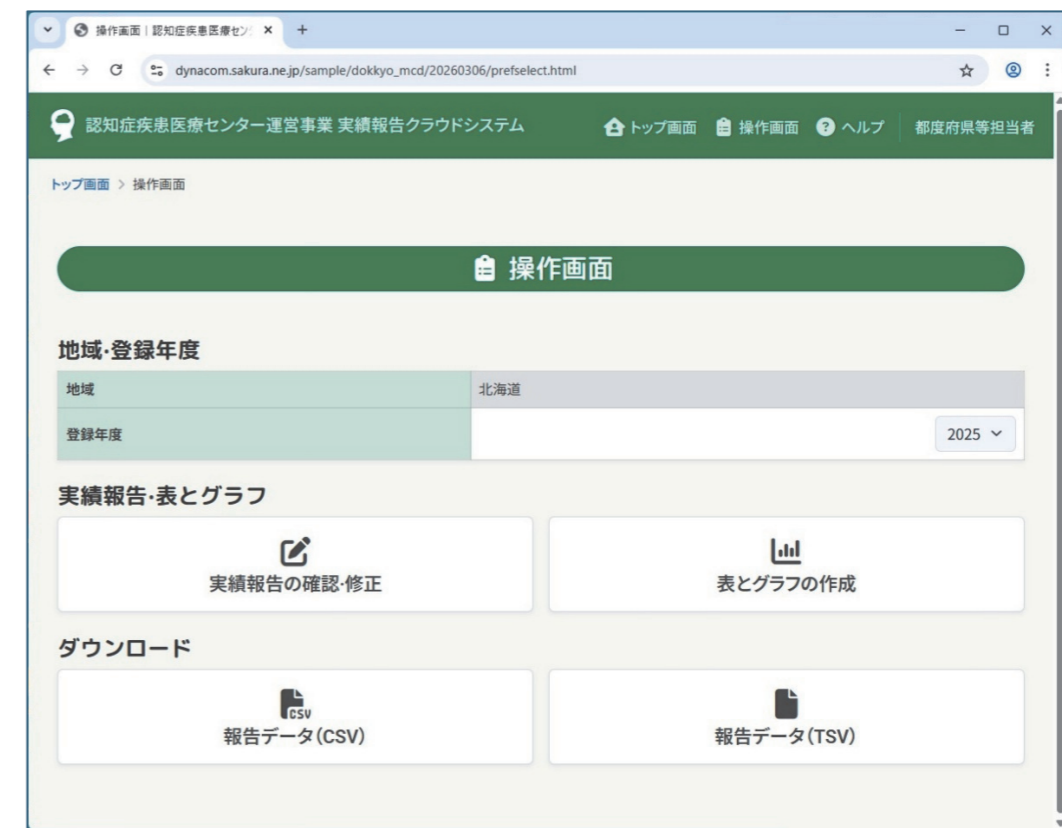 操作画面 | 認知症疾患医療セン
dynacom.sakura.ne.jp/sample/dokkyo_mcd/20260306/prefselect.html
認知症疾患医療センター運営事業 実績報告クラウドシステム
トップ画面
操作画面
ヘルプ
都度府県等担当者
トップ画面 > 操作画面
操作画面
地域・登録年度
地域
北海道
登録年度
2025
実績報告・表とグラフ
実績報告の確認・修正
表とグラフの作成
ダウンロード
CSV
報告データ(CSV)
報告データ(TSV)